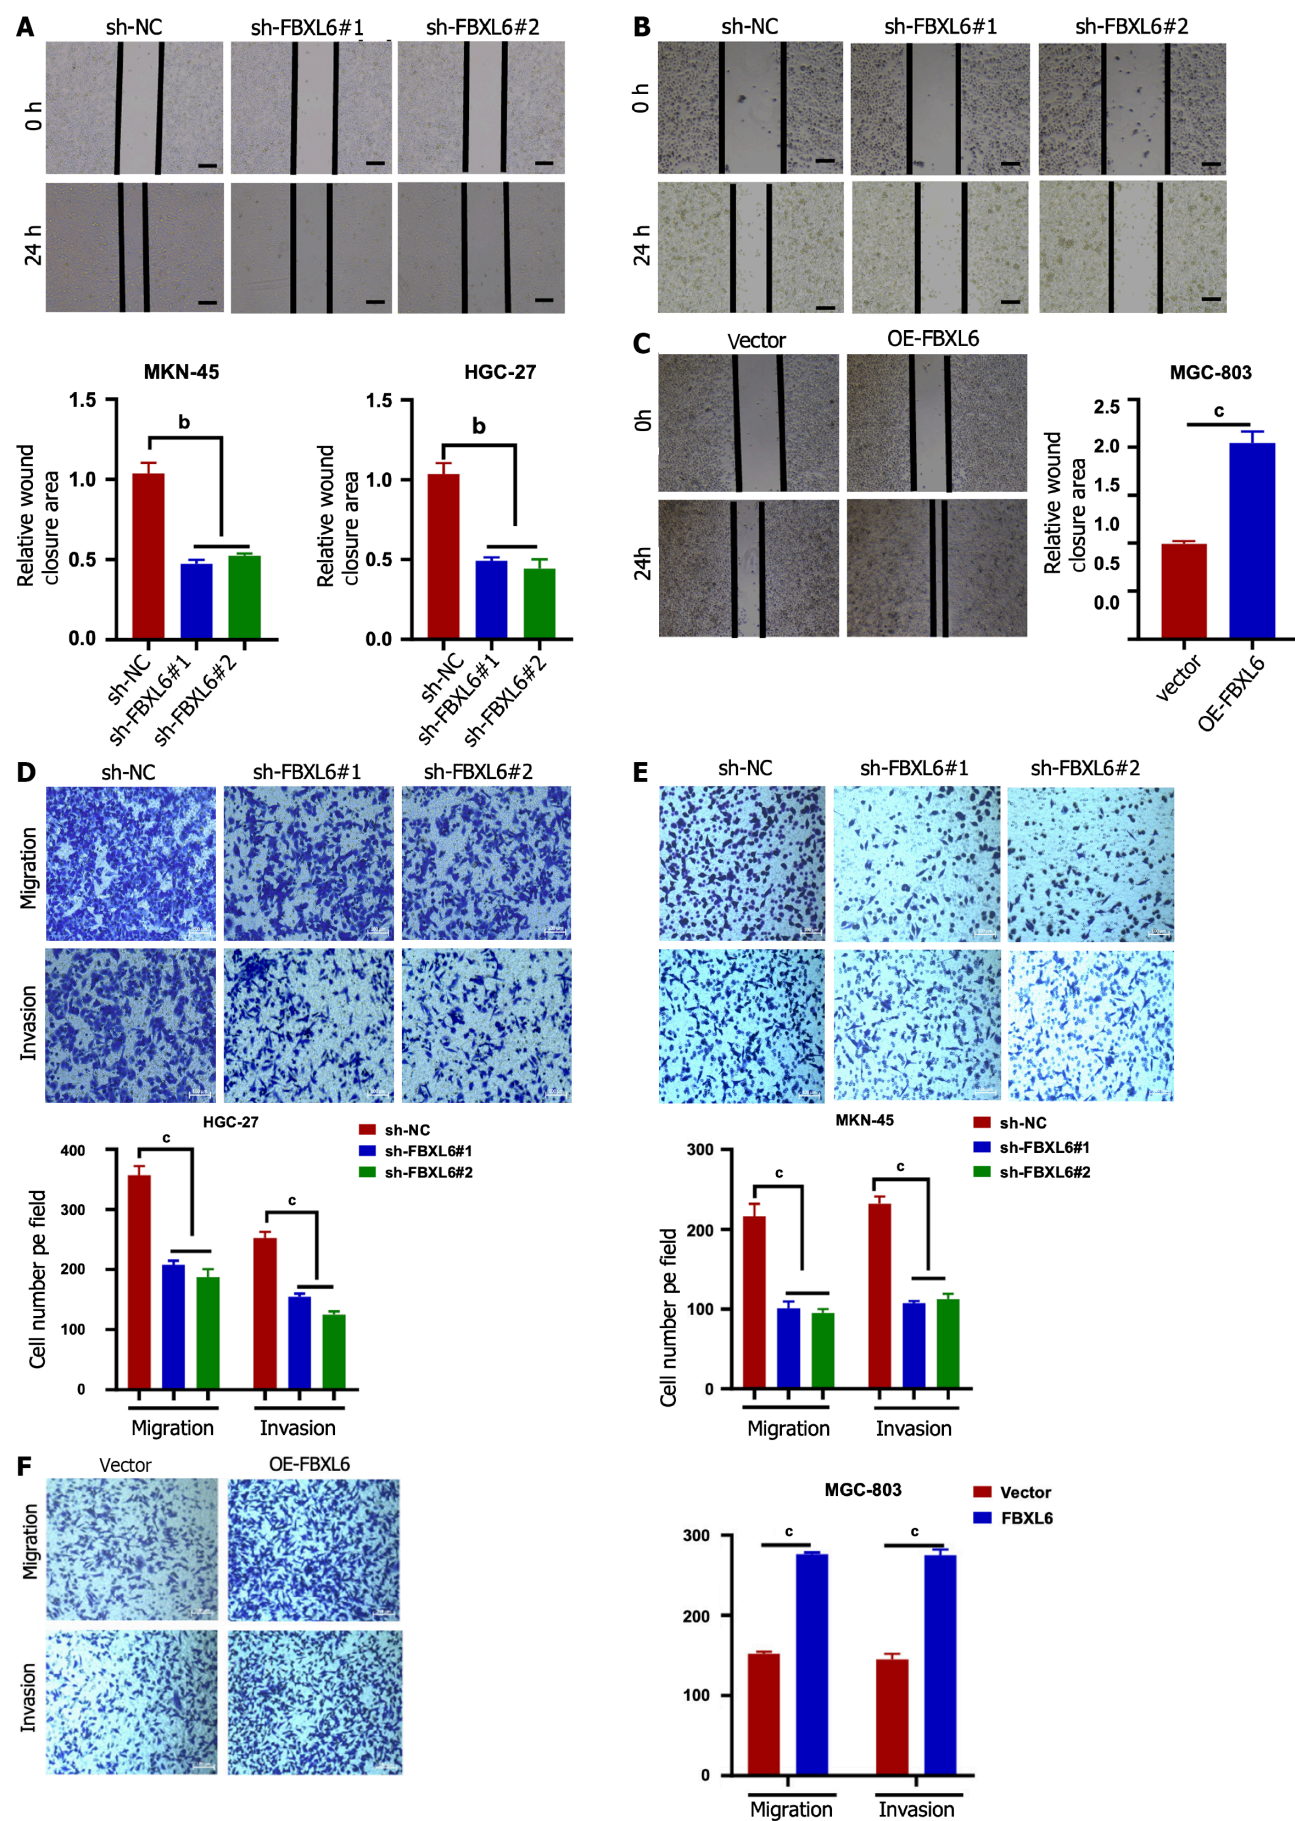 A
sh-NC
sh-FBXL6#1
sh-FBXL6#2
0 h
24 h
MKN-45
Relative wound
closure area
1.5
1.0
0.5
0.0
b
sh-NC
sh-FBXL6#1
sh-FBXL6#2
HGC-27
Relative wound
closure area
1.5
1.0
0.5
0.0
b
sh-NC
sh-FBXL6#1
sh-FBXL6#2
B
sh-NC
sh-FBXL6#1
sh-FBXL6#2
0 h
24 h
C
Vector
OE-FBXL6
0h
24h
MGC-803
Relative wound
closure area
2.5
2.0
1.5
1.0
0.5
0.0
c
vector
OE-FBXL6
D
sh-NC
sh-FBXL6#1
sh-FBXL6#2
Migration
Invasion
HGC-27
sh-NC
sh-FBXL6#1
sh-FBXL6#2
Cell number pe field
400
300
200
100
0
c
c
Migration
Invasion
E
sh-NC
sh-FBXL6#1
sh-FBXL6#2
MKN-45
sh-NC
sh-FBXL6#1
sh-FBXL6#2
Cell number pe field
300
200
100
0
c
c
Migration
Invasion
F
Vector
OE-FBXL6
Migration
Invasion
MGC-803
Vector
FBXL6
300
200
100
0
c
c
Migration
Invasion